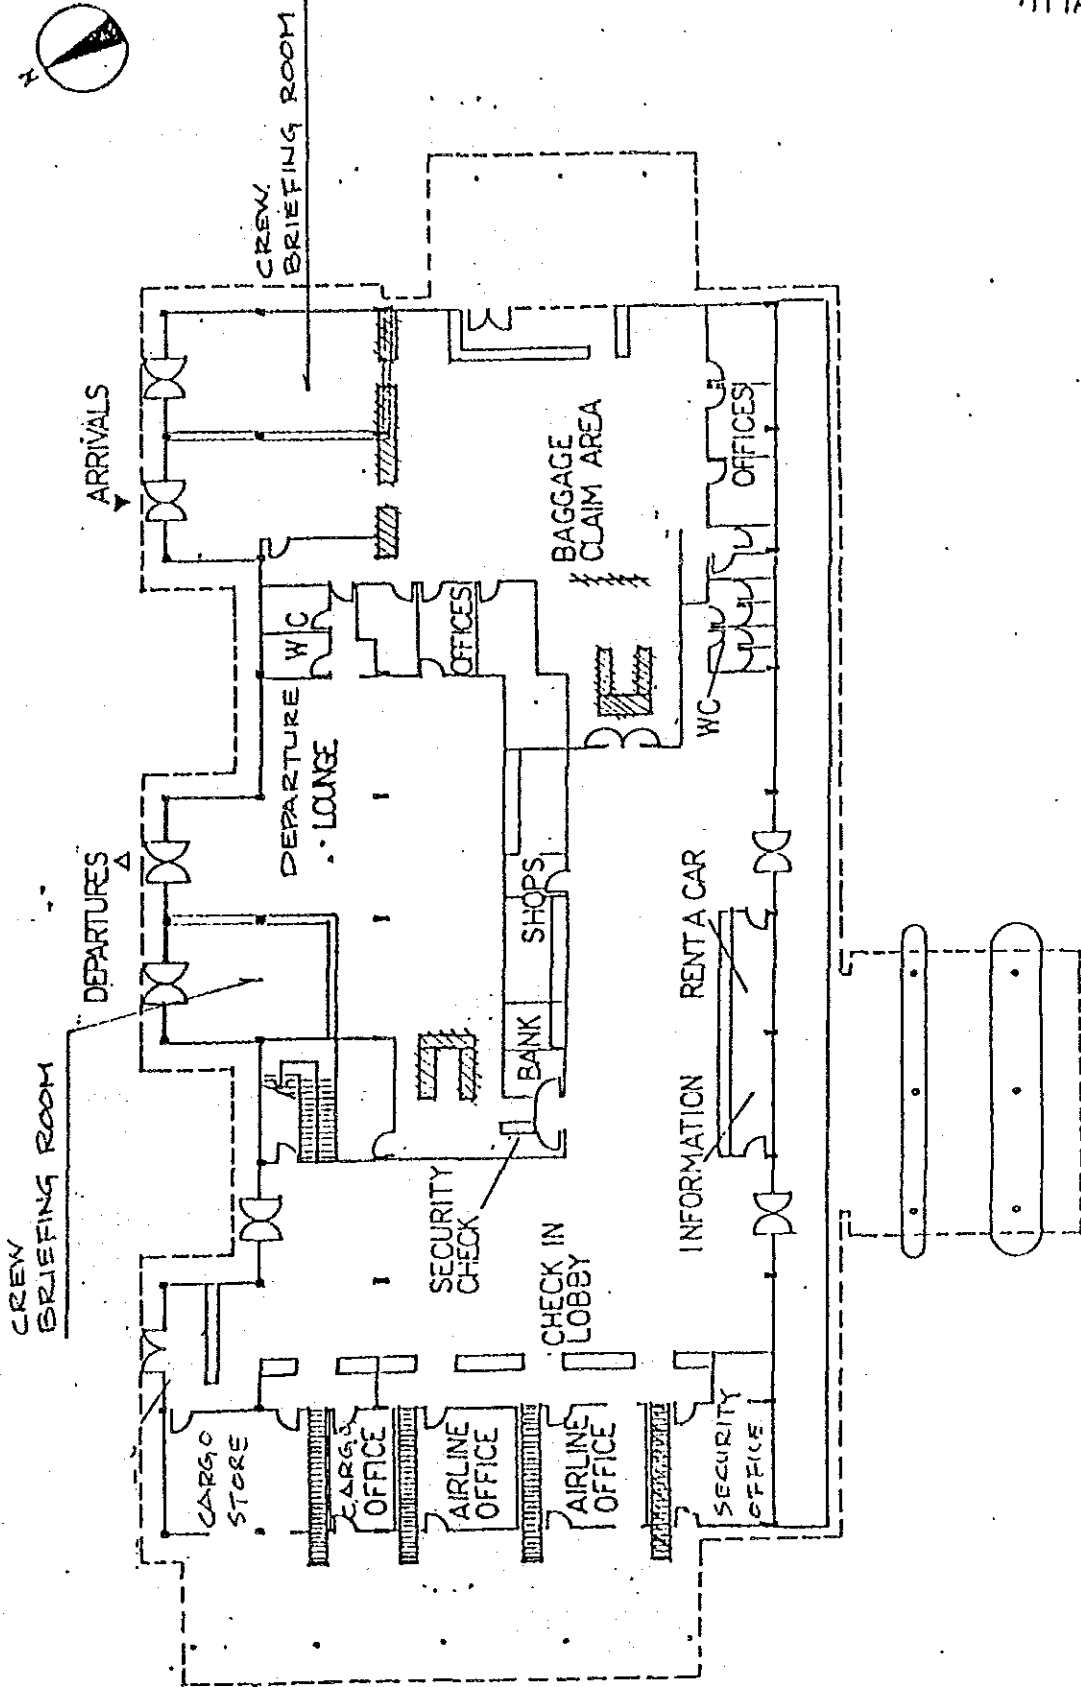 N
CREW
BRIEFING ROOM
ARRIVALS
DEPARTURES
CREW
BRIEFING ROOM
W C
DEPARTURE
LOUNGE
OFFICES
BAGGAGE
CLAIM AREA
OFFICES
WC
SHOPS
BANK
RENT A CAR
INFORMATION
SECURITY
CHECK
CHECK IN
LOBBY
CARGO
STORE
CARGO
OFFICE
AIRLINE
OFFICE
AIRLINE
OFFICE
SECURITY
OFFICE